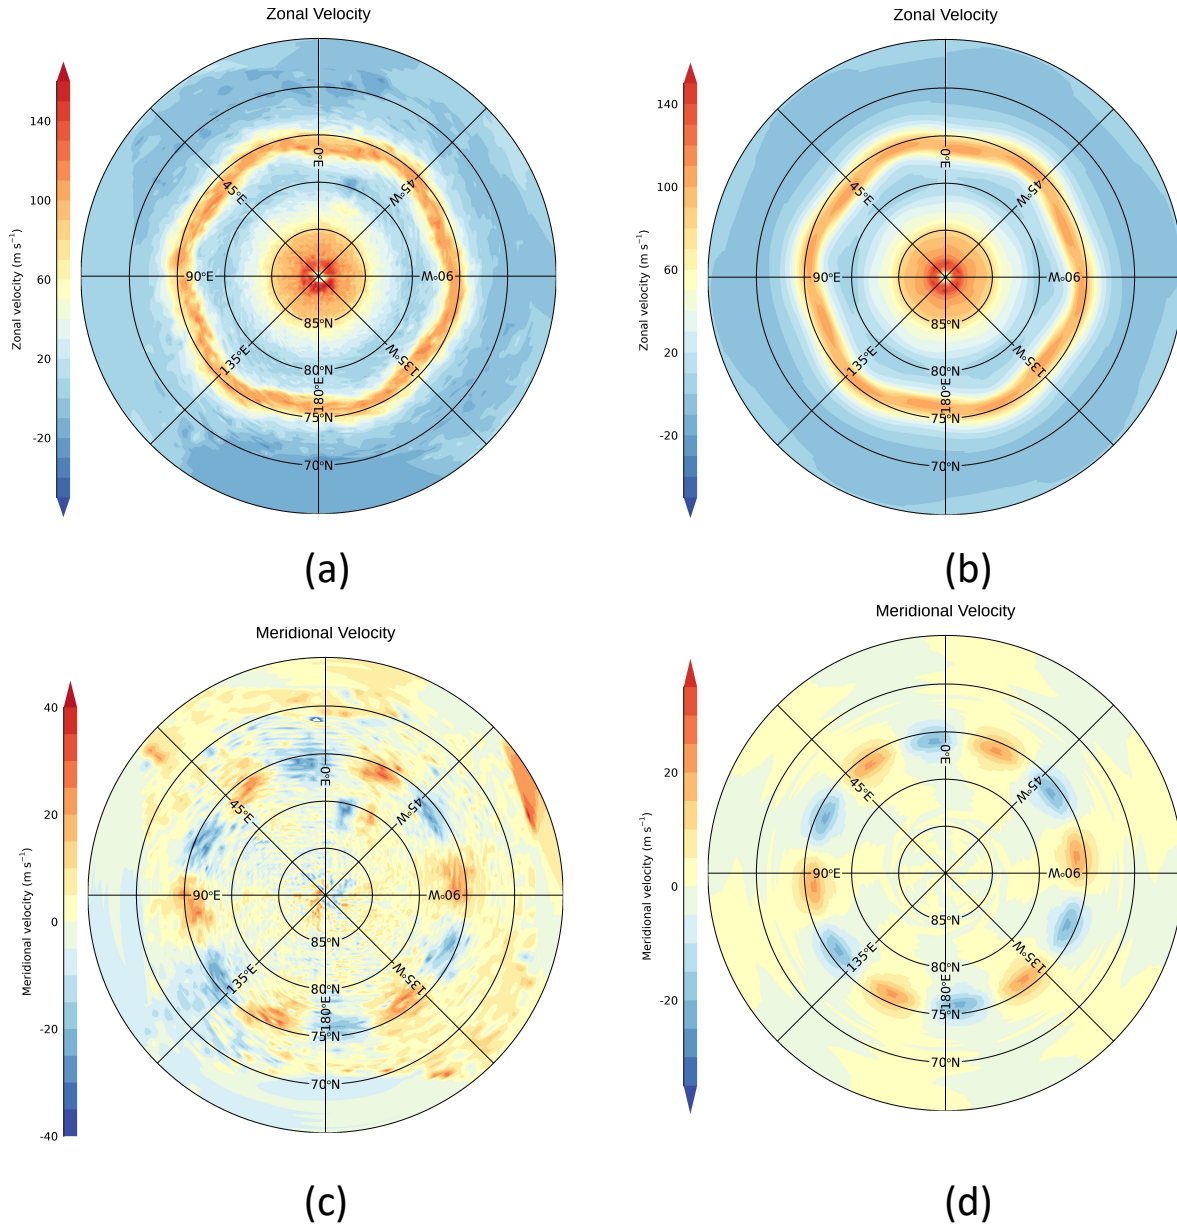 Zonal Velocity
Zonal velocity (m s⁻¹)
140
100
60
20
-20
0°E
45°E
45°W
90°E
90°W
135°E
135°W
180°E
85°N
80°N
75°N
70°N
(a)
Zonal Velocity
Zonal velocity (m s⁻¹)
140
100
60
20
-20
0°E
45°E
45°W
90°E
90°W
135°E
135°W
180°E
85°N
80°N
75°N
70°N
(b)
Meridional Velocity
Meridional velocity (m s⁻¹)
40
20
0
-20
-40
0°E
45°E
45°W
90°E
90°W
135°E
135°W
180°E
85°N
80°N
75°N
70°N
(c)
Meridional Velocity
Meridional velocity (m s⁻¹)
20
0
-20
0°E
45°E
45°W
90°E
90°W
135°E
135°W
180°E
85°N
80°N
75°N
70°N
(d)